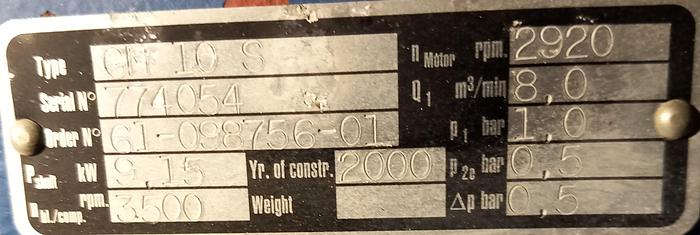 Type GM 10 S n Motor rpm. 2920
Serial N° 774054 Q1 m³/min 8,0
Order N° 61-098756-01 p1 bar 1,0
P shaft kW 9,15 Yr. of constr. 2000 p2e bar 0,5
n M./comp. rpm. 3500 Weight Δp bar 0,5